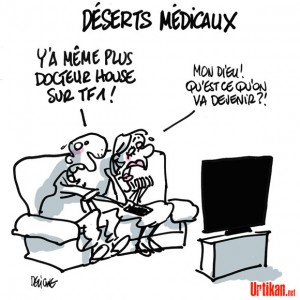 DÉSERTS MÉDICAUX
Y'A MÊME PLUS
DOCTEUR HOUSE
SUR TF1 !
MON DIEU !
QU'EST CE QU'ON
VA DEVENIR ?!
DELIGNE
Urtikan.net